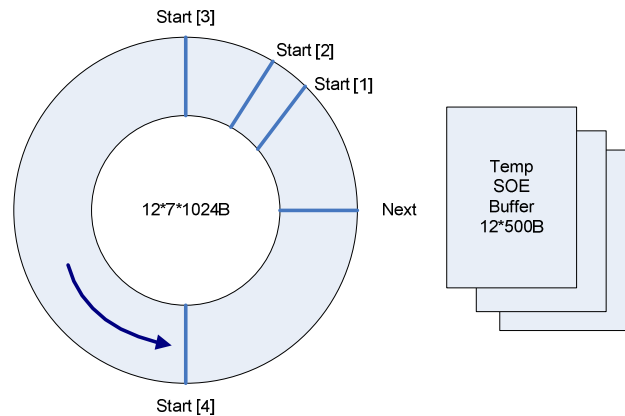 Start [3]
Start [2]
Start [1]
12*7*1024B
Next
Temp
SOE
Buffer
12*500B
Start [4]